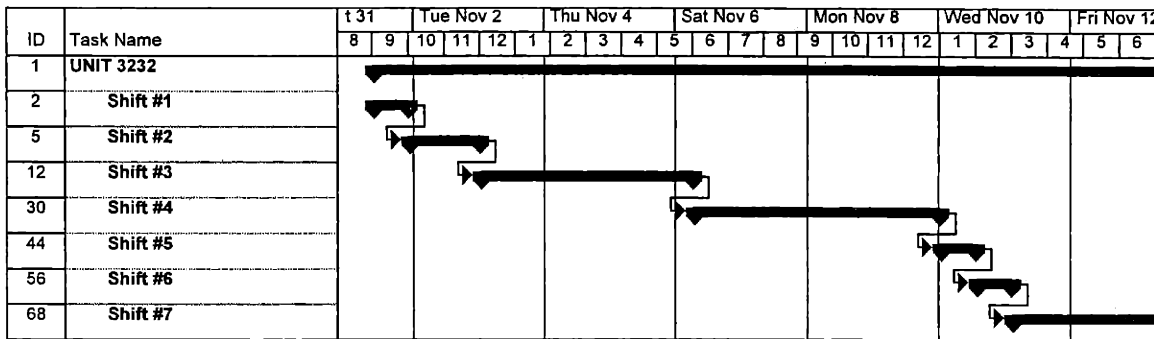 t 31 Tue Nov 2 Thu Nov 4 Sat Nov 6 Mon Nov 8 Wed Nov 10 Fri Nov 12
ID Task Name 8 9 10 11 12 1 2 3 4 5 6 7 8 9 10 11 12 1 2 3 4 5 6
1 UNIT 3232
2 Shift #1
5 Shift #2
12 Shift #3
30 Shift #4
44 Shift #5
56 Shift #6
68 Shift #7